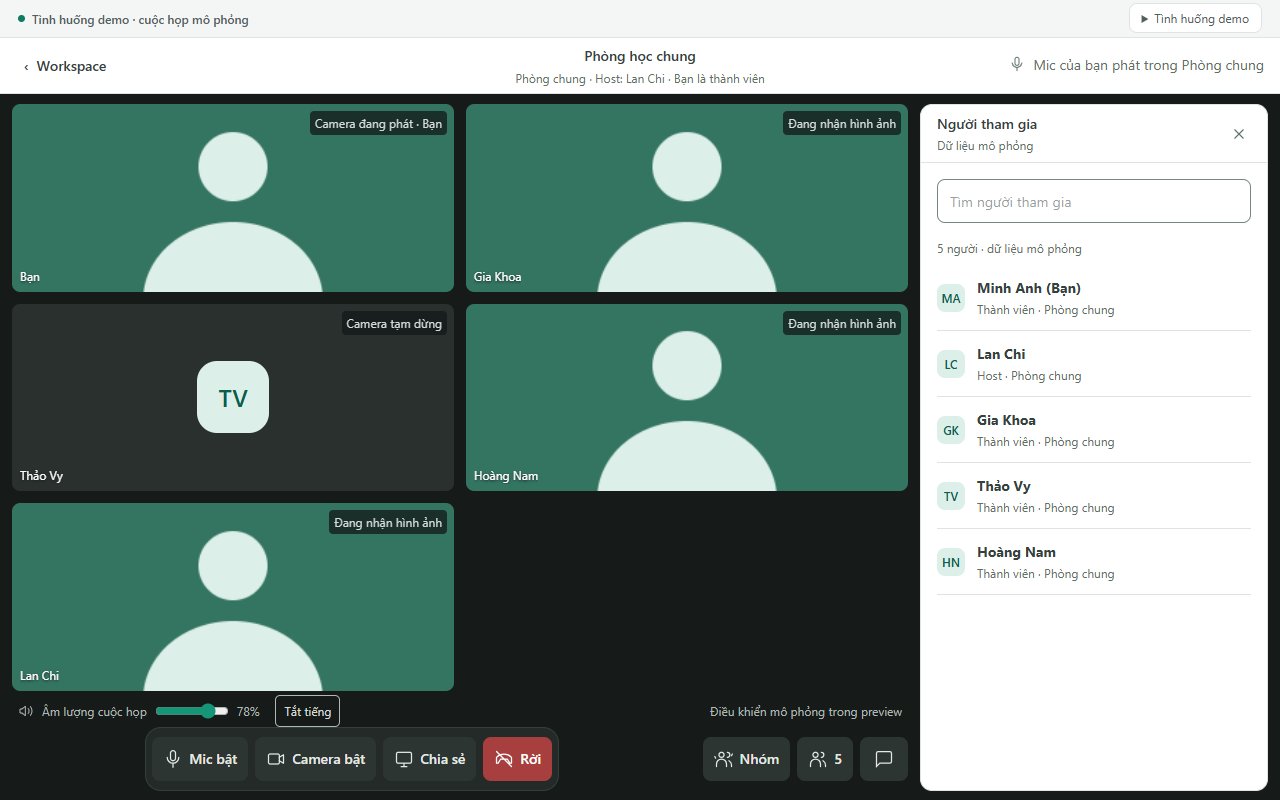 Tình huống demo · cuộc họp mô phỏng
Tình huống demo
Workspace
Phòng học chung
Phòng chung · Host: Lan Chi · Bạn là thành viên
Mic của bạn phát trong Phòng chung
Camera đang phát · Bạn
Bạn
Đang nhận hình ảnh
Gia Khoa
Camera tạm dừng
TV
Thảo Vy
Đang nhận hình ảnh
Hoàng Nam
Đang nhận hình ảnh
Lan Chi
Âm lượng cuộc họp
78%
Tắt tiếng
Điều khiển mô phỏng trong preview
Mic bật
Camera bật
Chia sẻ
Rời
Nhóm
5
Người tham gia
Dữ liệu mô phỏng
Tìm người tham gia
5 người · dữ liệu mô phỏng
MA
Minh Anh (Bạn)
Thành viên · Phòng chung
LC
Lan Chi
Host · Phòng chung
GK
Gia Khoa
Thành viên · Phòng chung
TV
Thảo Vy
Thành viên · Phòng chung
HN
Hoàng Nam
Thành viên · Phòng chung